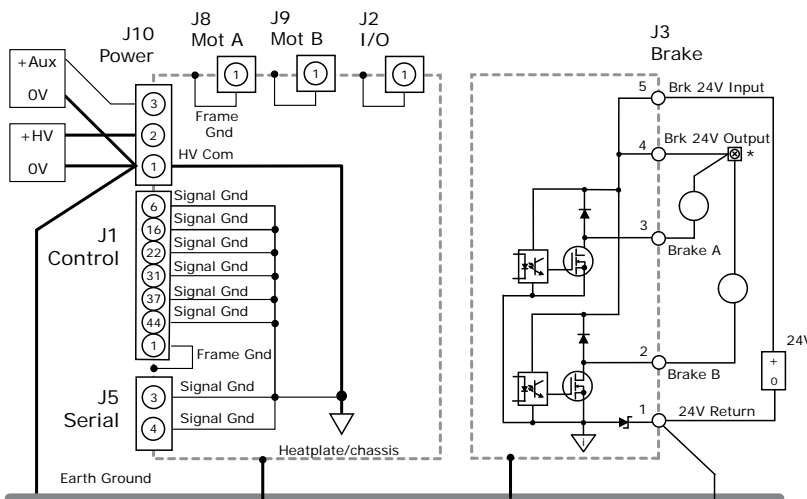 J10
Power
J8
Mot A
J9
Mot B
J2
I/O
J3
Brake
+Aux
0V
+HV
0V
3
2
1
1
1
1
Frame
Gnd
HV Com
J1
Control
6
Signal Gnd
16
Signal Gnd
22
Signal Gnd
31
Signal Gnd
37
Signal Gnd
44
Signal Gnd
1
Frame Gnd
J5
Serial
3
Signal Gnd
4
Signal Gnd
Heatplate/chassis
Earth Ground
5
Brk 24V Input
4
Brk 24V Output
*
3
Brake A
2
Brake B
1
24V Return
24V
+
0